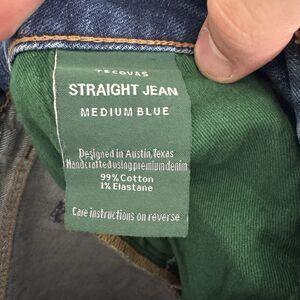 TECOVAS
STRAIGHT JEAN
MEDIUM BLUE
Designed in Austin, Texas
Handcrafted using premium denim
99% Cotton
1% Elastane
Care instructions on reverse